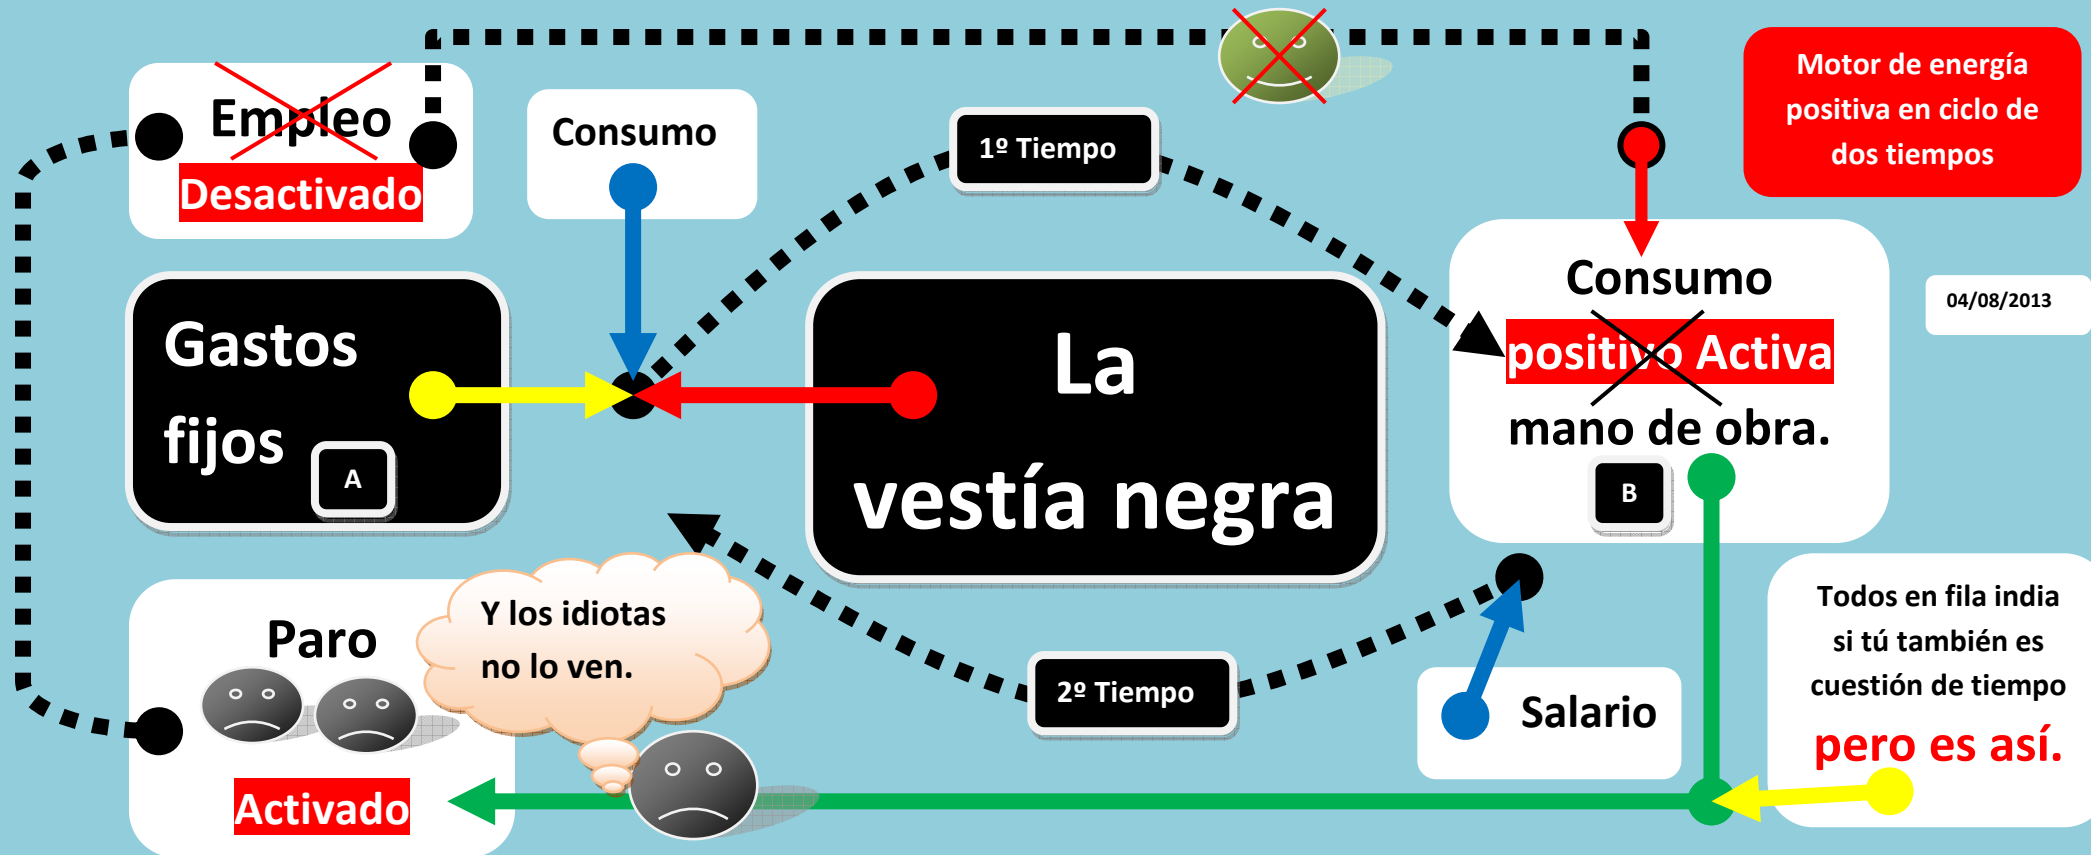 Empleo
Desactivado
Consumo
1º Tiempo
Motor de energía
positiva en ciclo de
dos tiempos
Gastos
fijos
A
La
vestía negra
Consumo
positivo Activa
mano de obra.
B
04/08/2013
Paro
Activado
Y los idiotas
no lo ven.
2º Tiempo
Salario
Todos en fila india
si tú también es
cuestión de tiempo
pero es así.